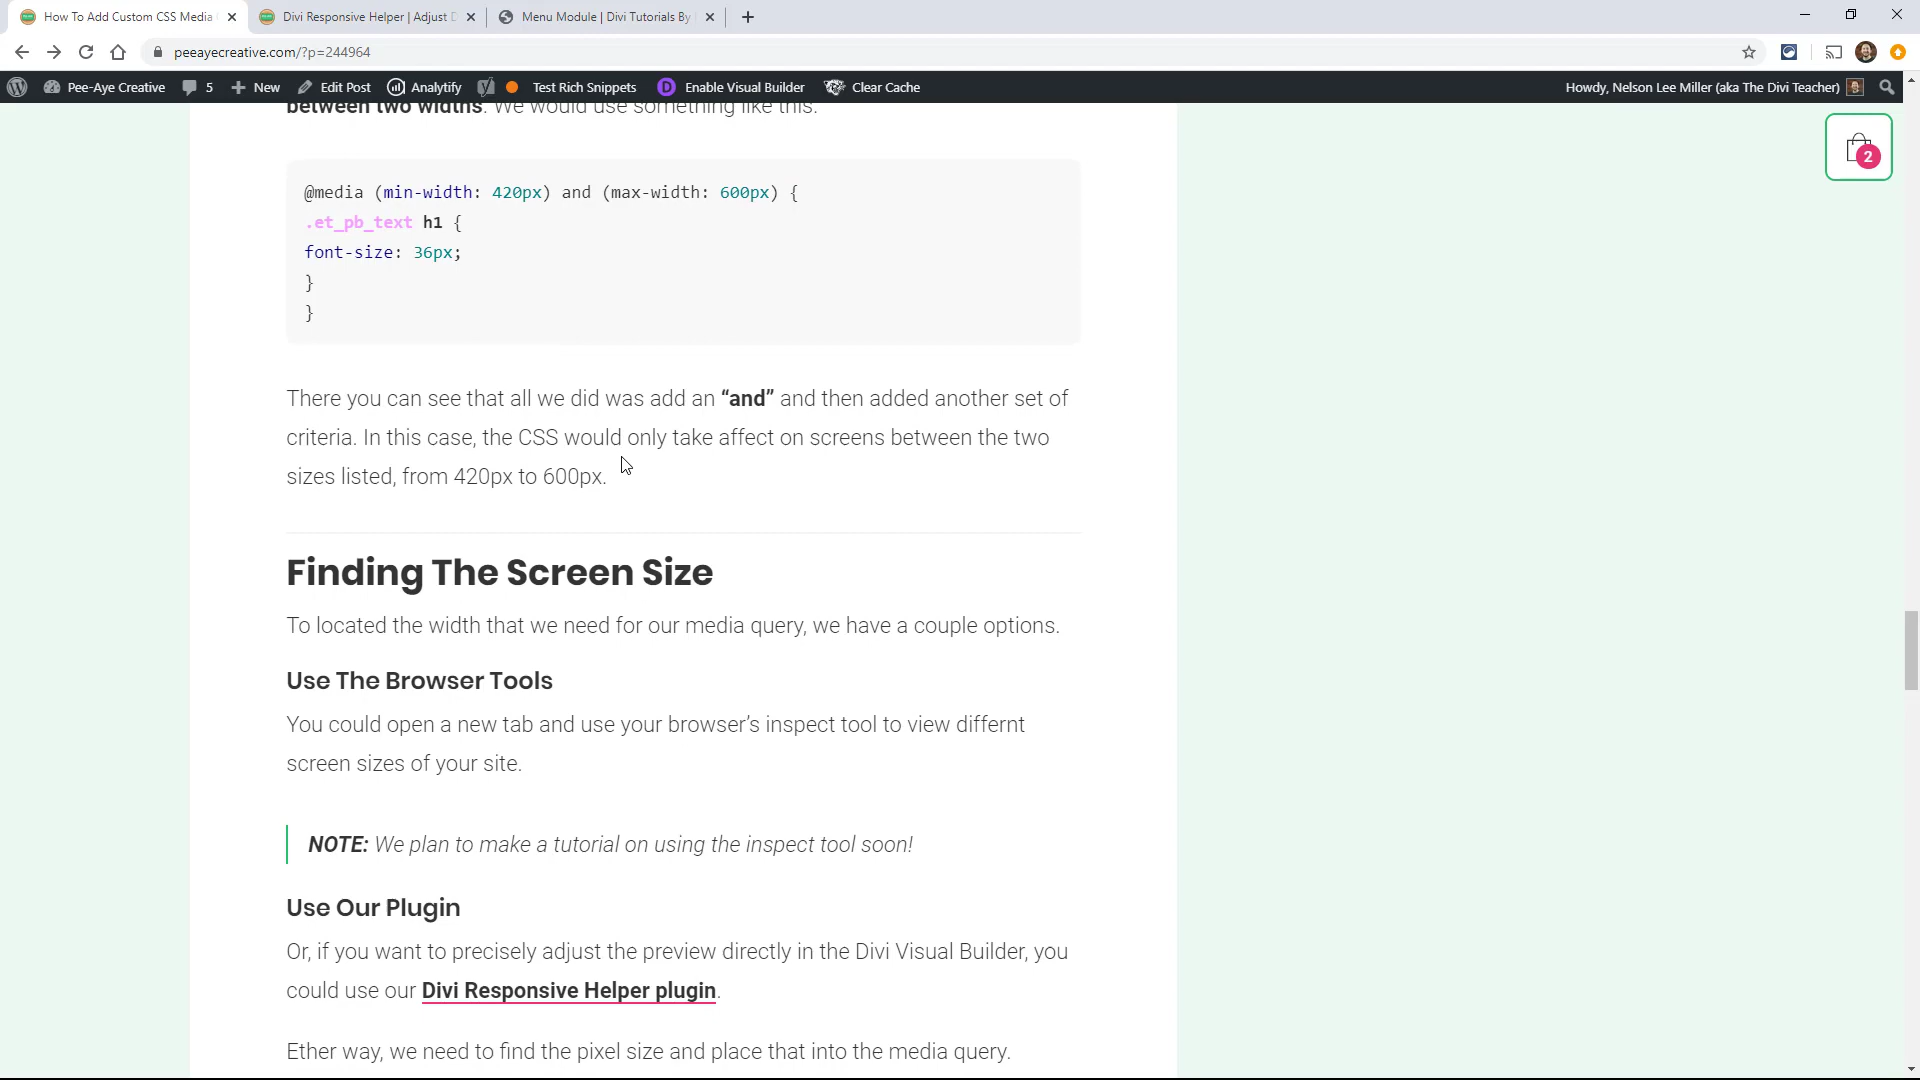 How To Add Custom CSS Media
Divi Responsive Helper | Adjust D
Menu Module | Divi Tutorials By
peeayecreative.com/?p=244964
Pee-Aye Creative
5
New
Edit Post
Analytify
Test Rich Snippets
D
Enable Visual Builder
Clear Cache
Howdy, Nelson Lee Miller (aka The Divi Teacher)
2
between two widths. We would use something like this:
@media (min-width: 420px) and (max-width: 600px) {
.et_pb_text h1 {
font-size: 36px;
}
}
There you can see that all we did was add an “and” and then added another set of
criteria. In this case, the CSS would only take affect on screens between the two
sizes listed, from 420px to 600px.
Finding The Screen Size
To located the width that we need for our media query, we have a couple options.
Use The Browser Tools
You could open a new tab and use your browser’s inspect tool to view differnt
screen sizes of your site.
NOTE: We plan to make a tutorial on using the inspect tool soon!
Use Our Plugin
Or, if you want to precisely adjust the preview directly in the Divi Visual Builder, you
could use our Divi Responsive Helper plugin.
Ether way, we need to find the pixel size and place that into the media query.